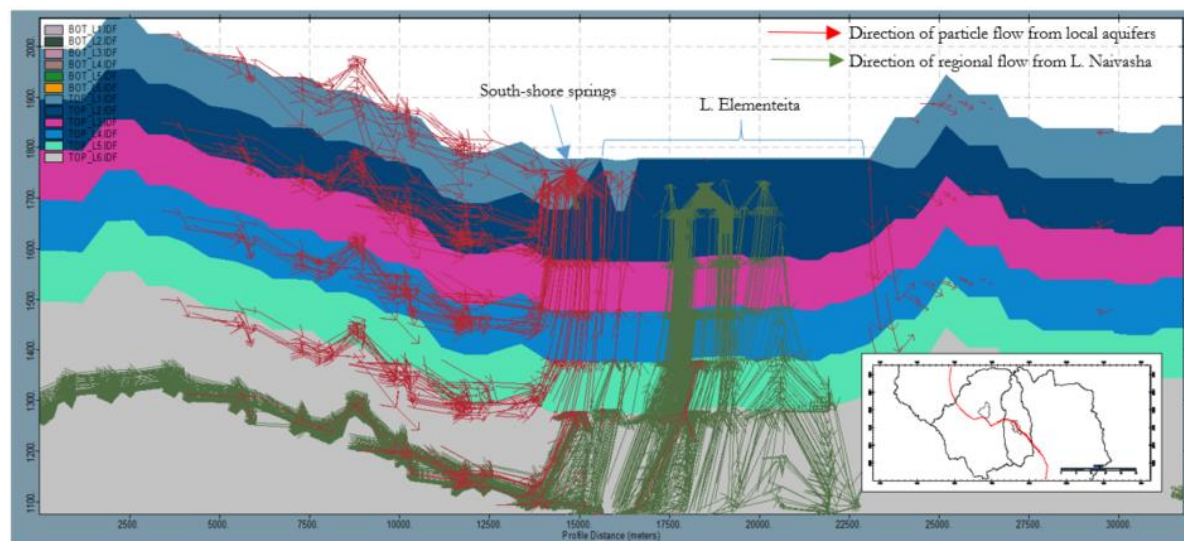 BOT_L1.IDF
BOT_L2.IDF
BOT_L3.IDF
BOT_L4.IDF
BOT_L5.IDF
BOT_L6.IDF
TOP_L1.IDF
TOP_L2.IDF
TOP_L3.IDF
TOP_L4.IDF
TOP_L5.IDF
TOP_L6.IDF
Direction of particle flow from local aquifers
Direction of regional flow from L. Naivasha
South-shore springs
L. Elementeita
2000.
1900.
1800.
1700.
1600.
1500.
1400.
1300.
1200.
1100.
2500. 5000. 7500. 10000. 12500. 15000. 17500. 20000. 22500. 25000. 27500. 30000.
Profile Distance (meters)